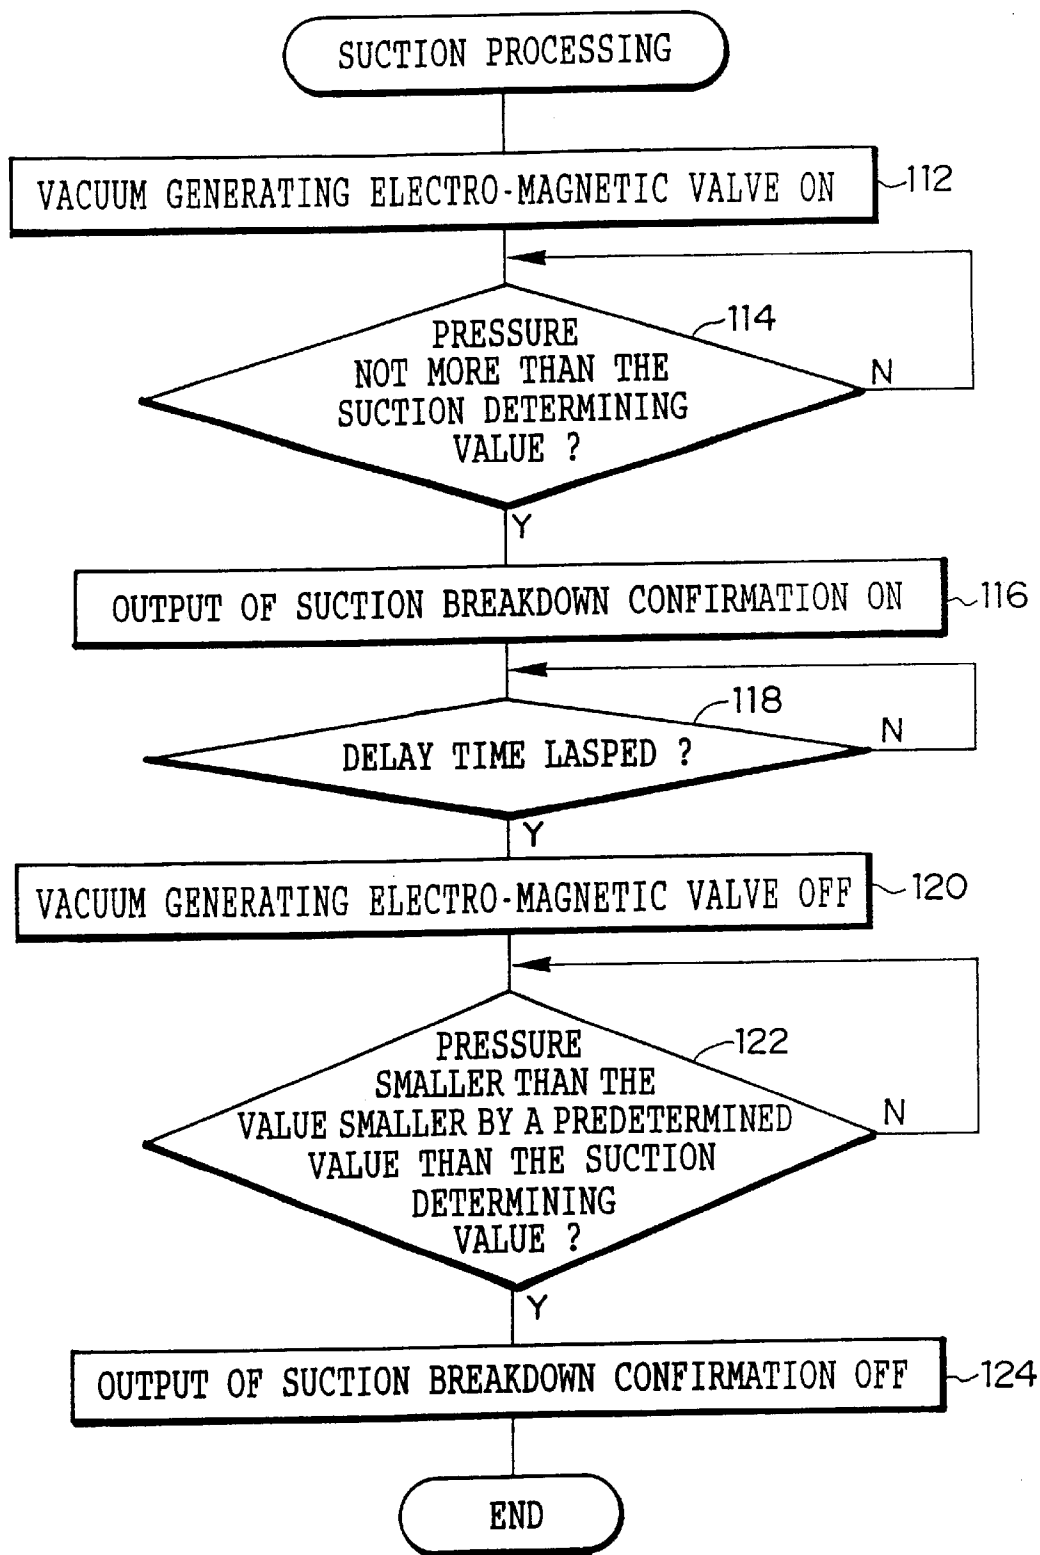 SUCTION PROCESSING
VACUUM GENERATING ELECTRO-MAGNETIC VALVE ON
112
PRESSURE
NOT MORE THAN THE
SUCTION DETERMINING
VALUE ?
114
N
Y
OUTPUT OF SUCTION BREAKDOWN CONFIRMATION ON
116
118
DELAY TIME LASPED ?
N
Y
VACUUM GENERATING ELECTRO-MAGNETIC VALVE OFF
120
PRESSURE
SMALLER THAN THE
VALUE SMALLER BY A PREDETERMINED
VALUE THAN THE SUCTION
DETERMINING
VALUE ?
122
N
Y
OUTPUT OF SUCTION BREAKDOWN CONFIRMATION OFF
124
END